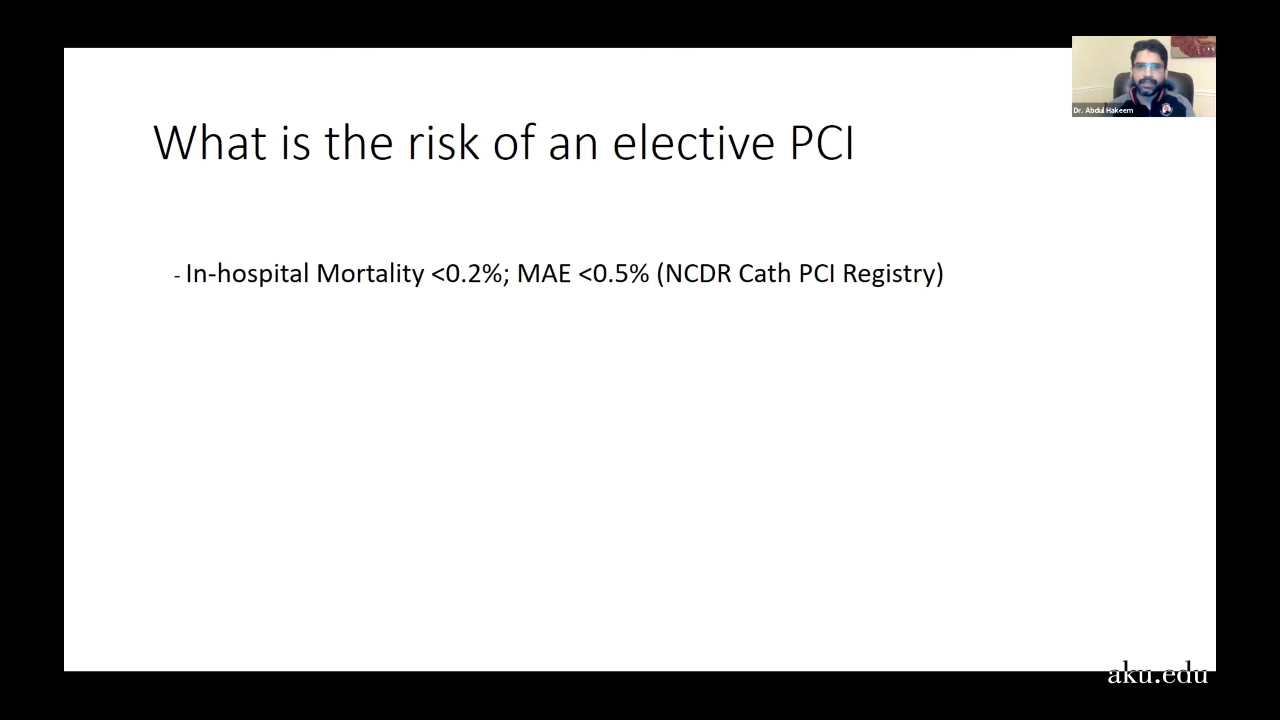 Dr. Abdul Hakeem
What is the risk of an elective PCI
- In-hospital Mortality <0.2%; MAE <0.5% (NCDR Cath PCI Registry)
aku.edu